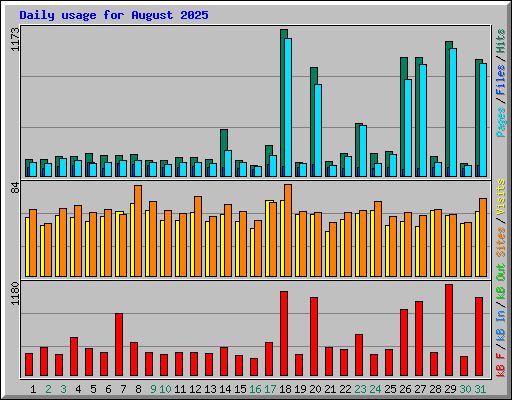 Daily usage for August 2025
1173
84
1180
Pages / Files / Hits
Sites / Visits
kB F / kB In / kB Out
1 2 3 4 5 6 7 8 9 10 11 12 13 14 15 16 17 18 19 20 21 22 23 24 25 26 27 28 29 30 31